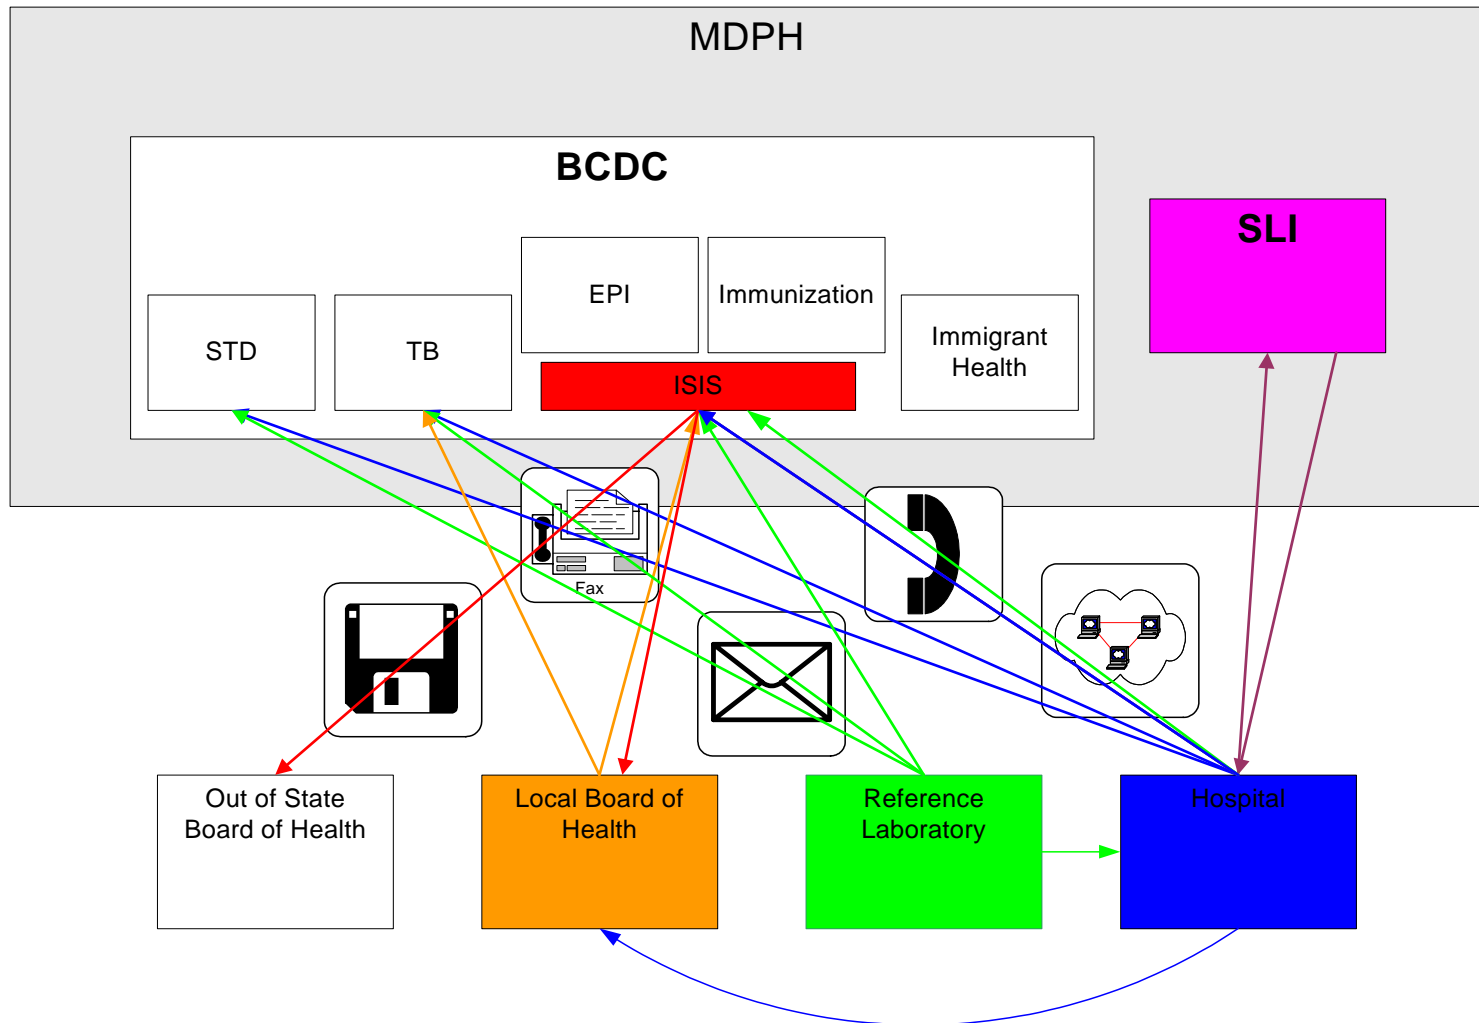 MDPH
BCDC
SLI
EPI
Immunization
STD
TB
Immigrant
Health
ISIS
Fax
Out of State
Board of Health
Local Board of
Health
Reference
Laboratory
Hospital